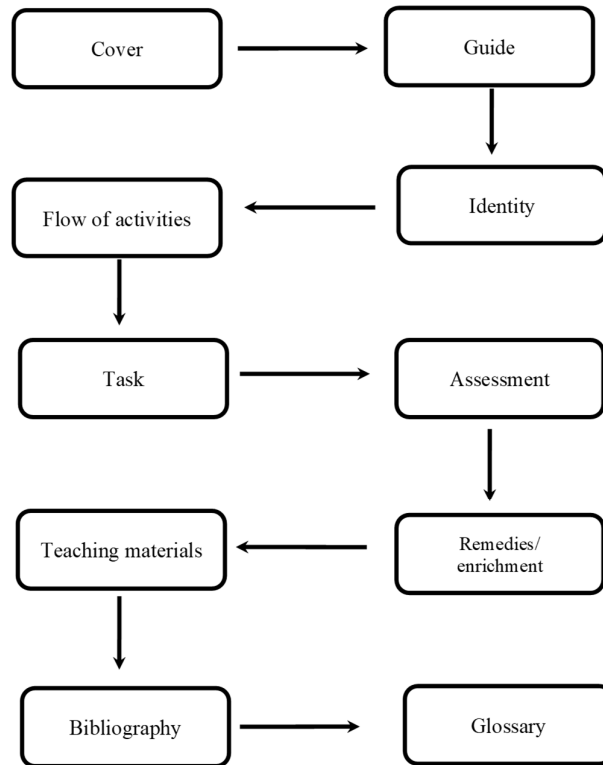 Cover
Guide
Identity
Flow of activities
Task
Assessment
Remedies/
enrichment
Teaching materials
Bibliography
Glossary